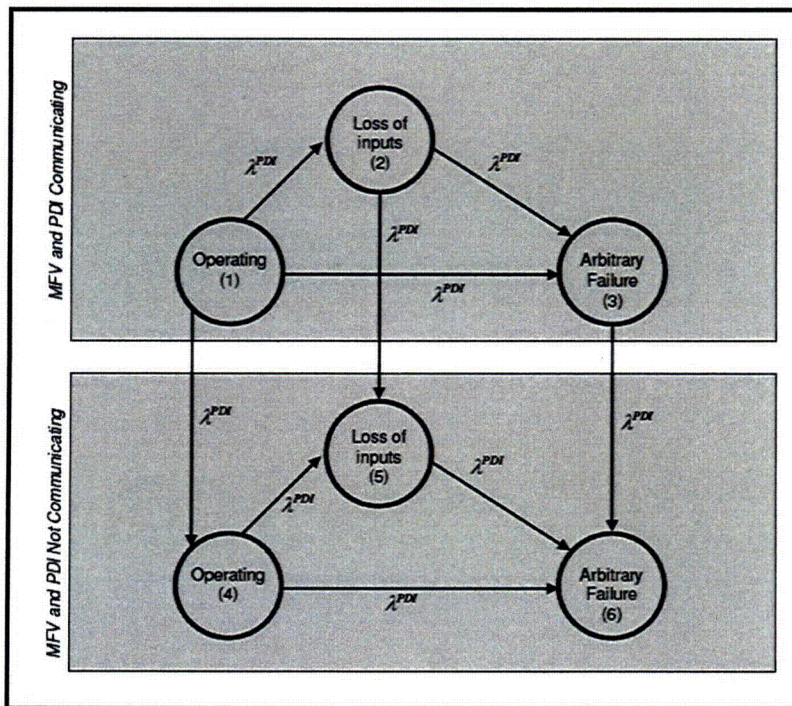 MFV and PDI Communicating
Loss of
inputs
(2)
λ^PDI
λ^PDI
λ^PDI
Operating
(1)
λ^PDI
Arbitrary
Failure
(3)
MFV and PDI Not Communicating
λ^PDI
λ^PDI
Loss of
inputs
(5)
λ^PDI
λ^PDI
Operating
(4)
λ^PDI
Arbitrary
Failure
(6)